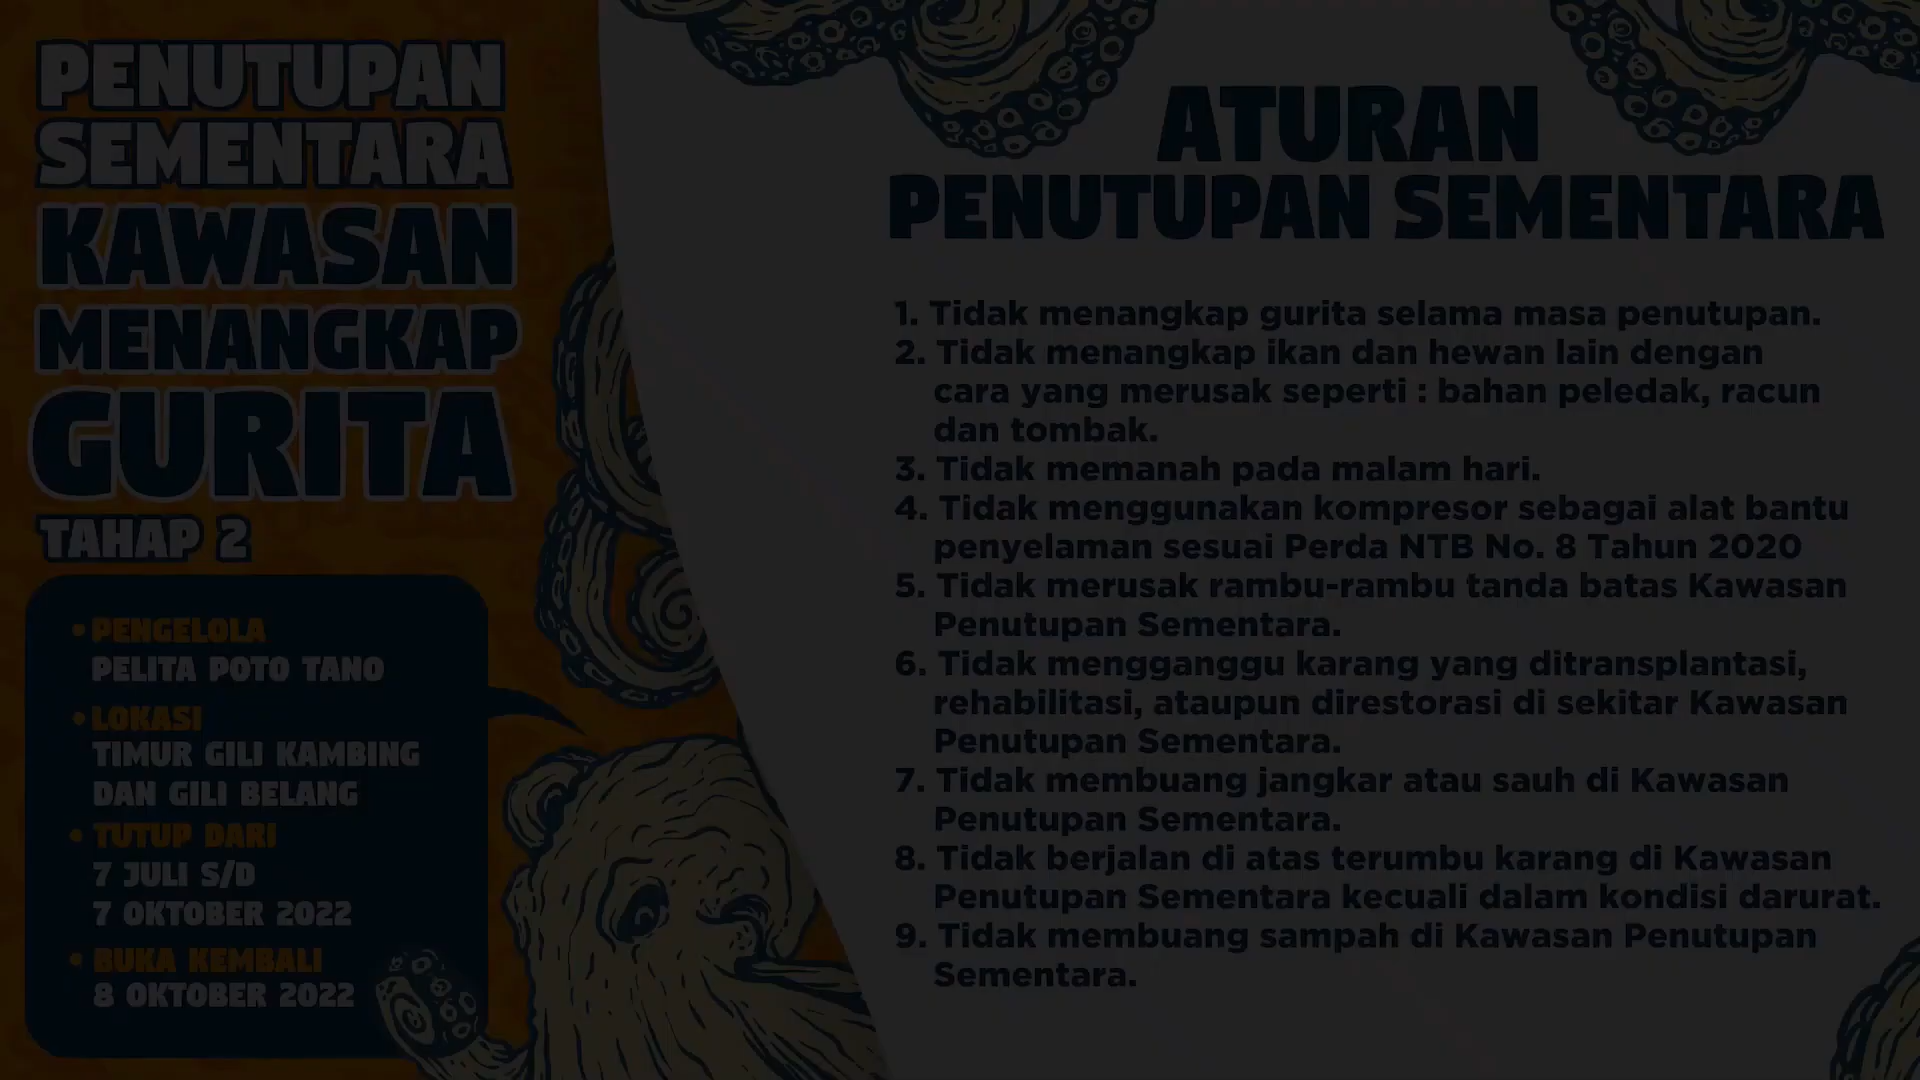 PENUTUPAN
SEMENTARA
KAWASAN
MENANGKAP
GURITA
TAHAP 2
• PENGELOLA
PELITA POTO TANO
• LOKASI
TIMUR GILI KAMBING
DAN GILI BELANG
• TUTUP DARI
7 JULI S/D
7 OKTOBER 2022
• BUKA KEMBALI
8 OKTOBER 2022
ATURAN
PENUTUPAN SEMENTARA
1. Tidak menangkap gurita selama masa penutupan.
2. Tidak menangkap ikan dan hewan lain dengan
cara yang merusak seperti : bahan peledak, racun
dan tombak.
3. Tidak memanah pada malam hari.
4. Tidak menggunakan kompresor sebagai alat bantu
penyelaman sesuai Perda NTB No. 8 Tahun 2020
5. Tidak merusak rambu-rambu tanda batas Kawasan
Penutupan Sementara.
6. Tidak mengganggu karang yang ditransplantasi,
rehabilitasi, ataupun direstorasi di sekitar Kawasan
Penutupan Sementara.
7. Tidak membuang jangkar atau sauh di Kawasan
Penutupan Sementara.
8. Tidak berjalan di atas terumbu karang di Kawasan
Penutupan Sementara kecuali dalam kondisi darurat.
9. Tidak membuang sampah di Kawasan Penutupan
Sementara.